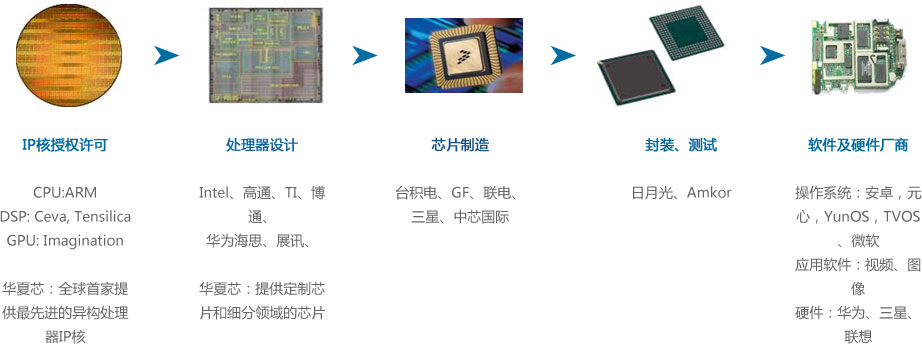 IP核授权许可
CPU:ARM
DSP: Ceva, Tensilica
GPU: Imagination
华夏芯：全球首家提
供最先进的异构处理
器IP核
处理器设计
Intel、高通、TI、博
通、
华为海思、展讯、
华夏芯：提供定制芯
片和细分领域的芯片
芯片制造
台积电、GF、联电、
三星、中芯国际
封装、测试
日月光、Amkor
软件及硬件厂商
操作系统：安卓，元
心，YunOS，TVOS
、微软
应用软件：视频、图
像
硬件：华为、三星、
联想